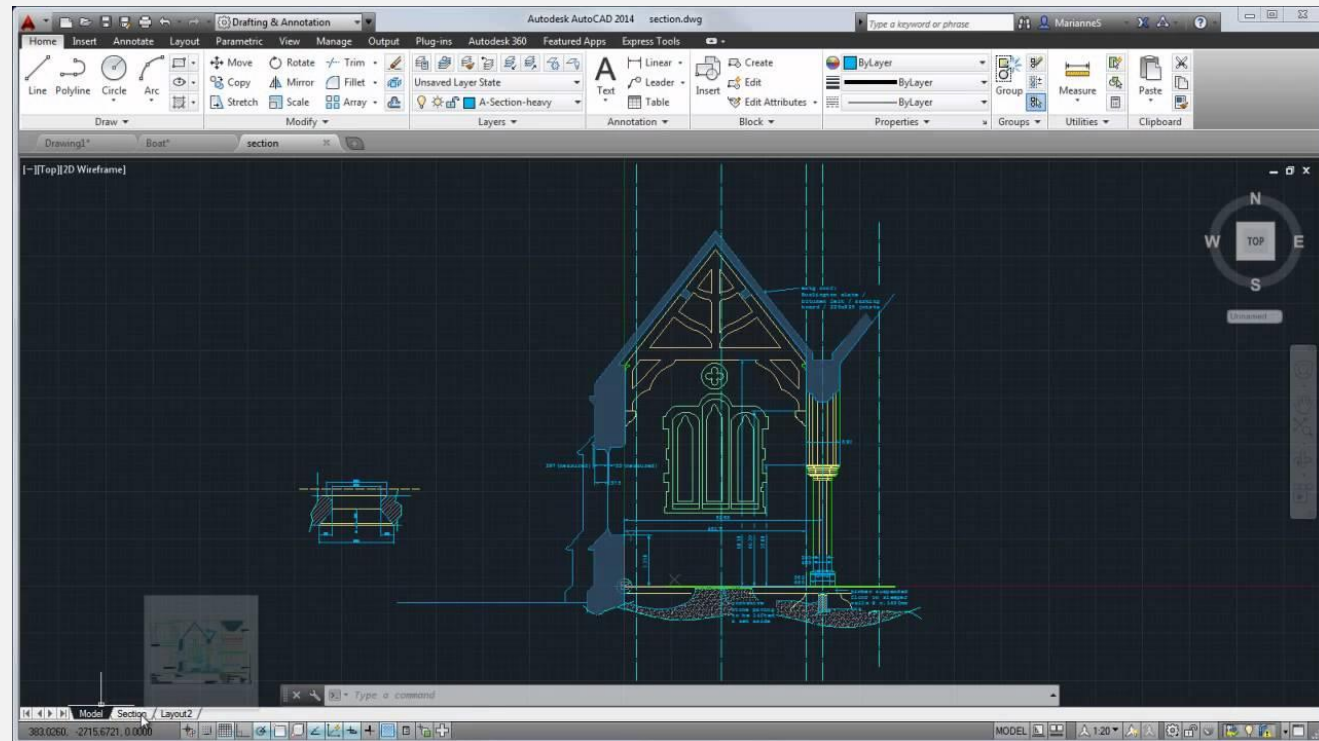 Drafting & Annotation
Autodesk AutoCAD 2014 section.dwg
Type a keyword or phrase
MarianneS
Home Insert Annotate Layout Parametric View Manage Output Plug-ins Autodesk 360 Featured Apps Express Tools
Line Polyline Circle Arc
Move Rotate Trim
Copy Mirror Fillet
Stretch Scale Array
Unsaved Layer State
A-Section-heavy
Text
Linear
Leader
Table
Insert
Create
Edit
Edit Attributes
ByLayer
ByLayer
ByLayer
Group
Measure
Paste
Draw Modify Layers Annotation Block Properties Groups Utilities Clipboard
Drawing1* Boat* section
[−][Top][2D Wireframe]
N
W TOP E
S
Unnamed
Type a command
Model Section Layout2
383.0260, -2715.6721, 0.0000
MODEL 1:20